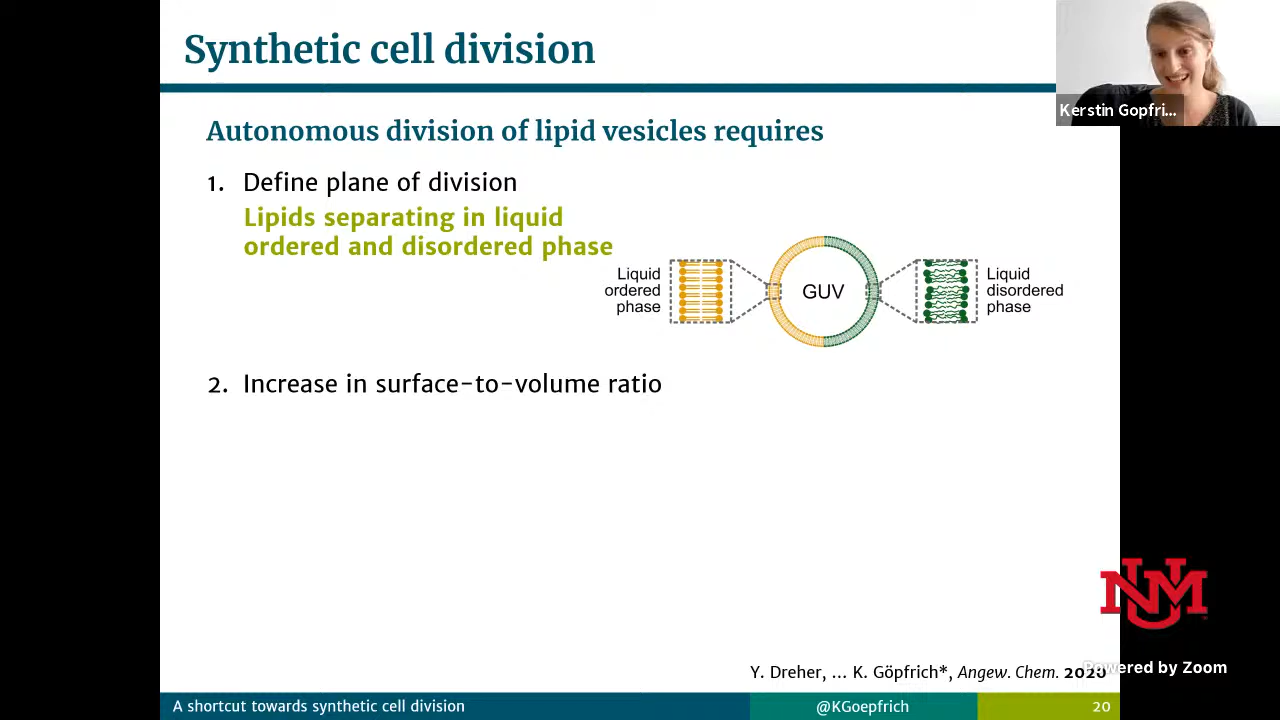 Synthetic cell division
Kerstin Gopfri...
Autonomous division of lipid vesicles requires
1. Define plane of division
Lipids separating in liquid
ordered and disordered phase
Liquid
ordered
phase
GUV
Liquid
disordered
phase
2. Increase in surface-to-volume ratio
UNM
Y. Dreher, ... K. Göpfrich*, Angew. Chem. 2020
Powered by Zoom
A shortcut towards synthetic cell division
@KGoepfrich
20